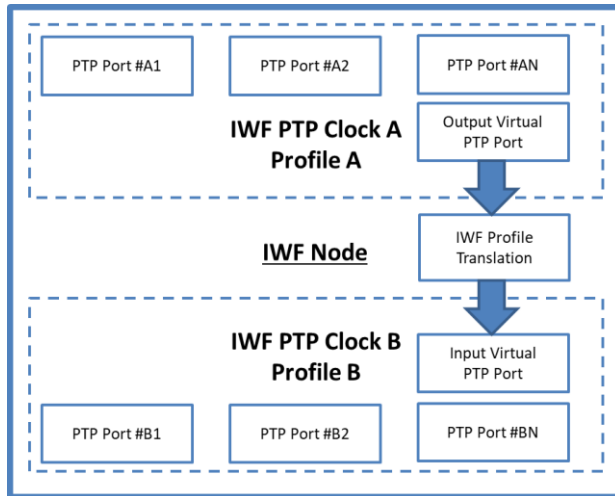 PTP Port #A1
PTP Port #A2
PTP Port #AN
IWF PTP Clock A
Profile A
Output Virtual
PTP Port
IWF Node
IWF Profile
Translation
IWF PTP Clock B
Profile B
Input Virtual
PTP Port
PTP Port #B1
PTP Port #B2
PTP Port #BN